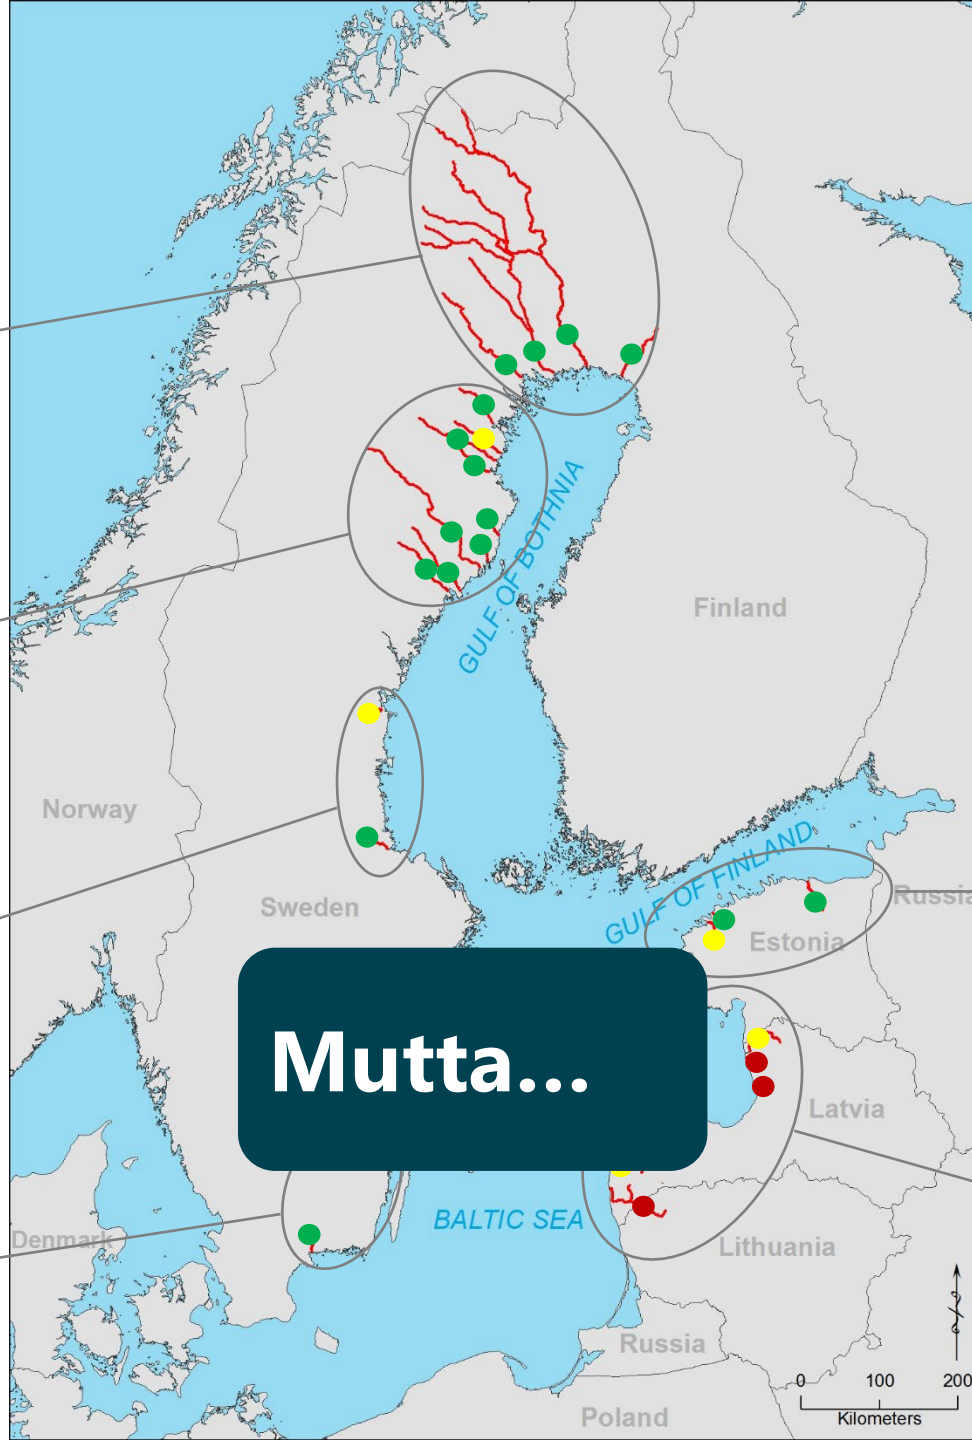 GULF OF BOTHNIA
Finland
Norway
GULF OF FINLAND
Sweden
Russia
Estonia
Mutta...
Latvia
BALTIC SEA
Denmark
Lithuania
Russia
0 100 200
Kilometers
Poland